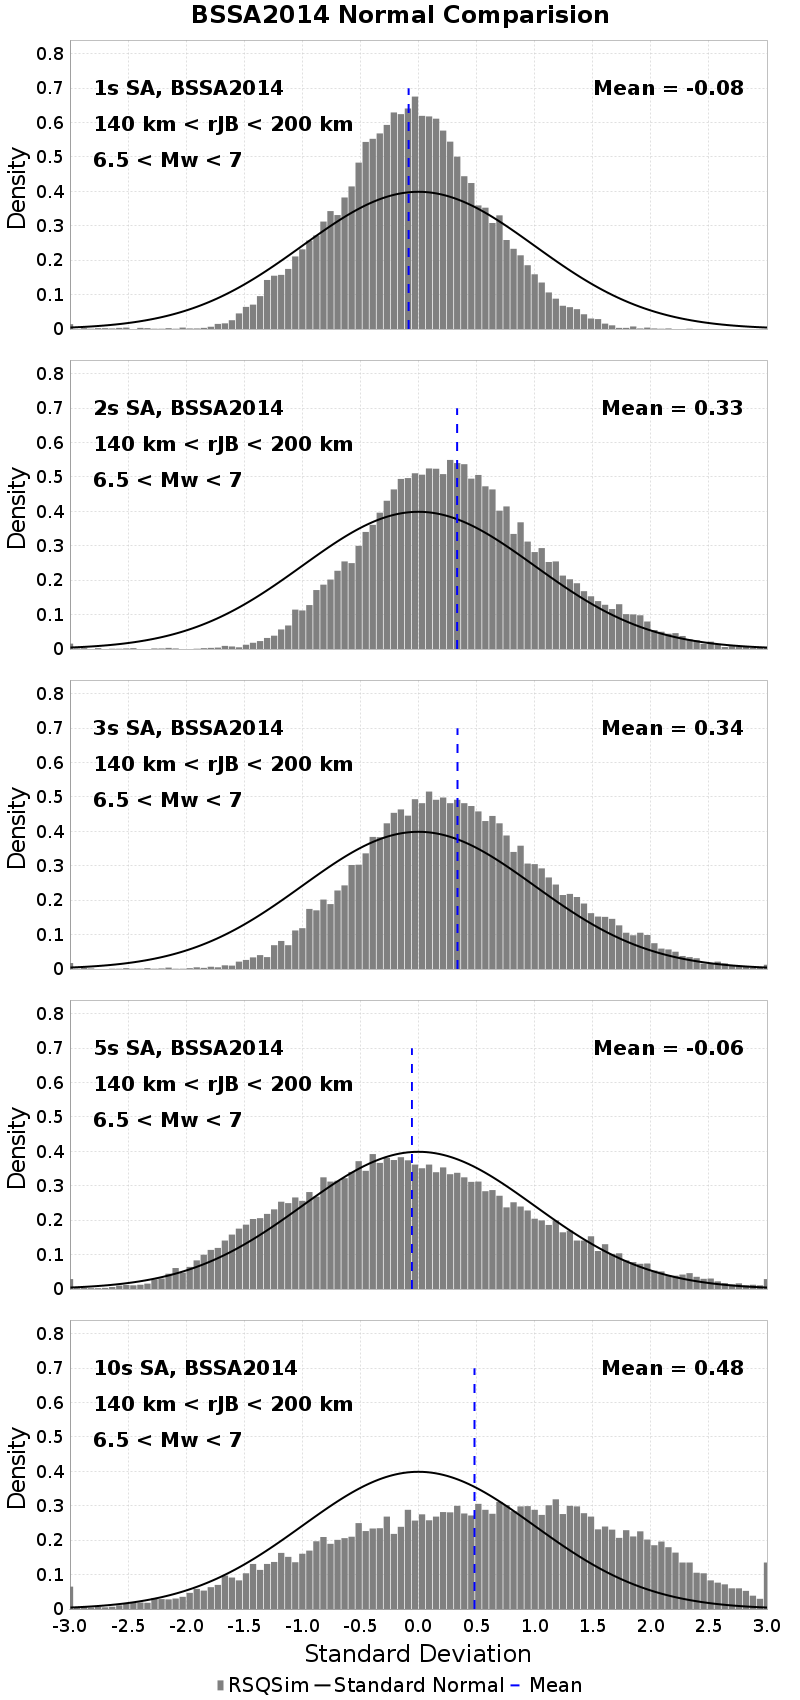 BSSA2014 Normal Comparision
0.8
1s SA, BSSA2014 Mean = -0.08
0.7
140 km < rJB < 200 km
0.6
6.5 < Mw < 7
0.5
0.4
0.3
0.2
0.1
0
Density
0.8
2s SA, BSSA2014 Mean = 0.33
0.7
140 km < rJB < 200 km
0.6
6.5 < Mw < 7
0.5
0.4
0.3
0.2
0.1
0
Density
0.8
3s SA, BSSA2014 Mean = 0.34
0.7
140 km < rJB < 200 km
0.6
6.5 < Mw < 7
0.5
0.4
0.3
0.2
0.1
0
Density
0.8
5s SA, BSSA2014 Mean = -0.06
0.7
140 km < rJB < 200 km
0.6
6.5 < Mw < 7
0.5
0.4
0.3
0.2
0.1
0
Density
0.8
10s SA, BSSA2014 Mean = 0.48
0.7
140 km < rJB < 200 km
0.6
6.5 < Mw < 7
0.5
0.4
0.3
0.2
0.1
0
Density
-3.0 -2.5 -2.0 -1.5 -1.0 -0.5 0.0 0.5 1.0 1.5 2.0 2.5 3.0
Standard Deviation
RSQSim Standard Normal Mean